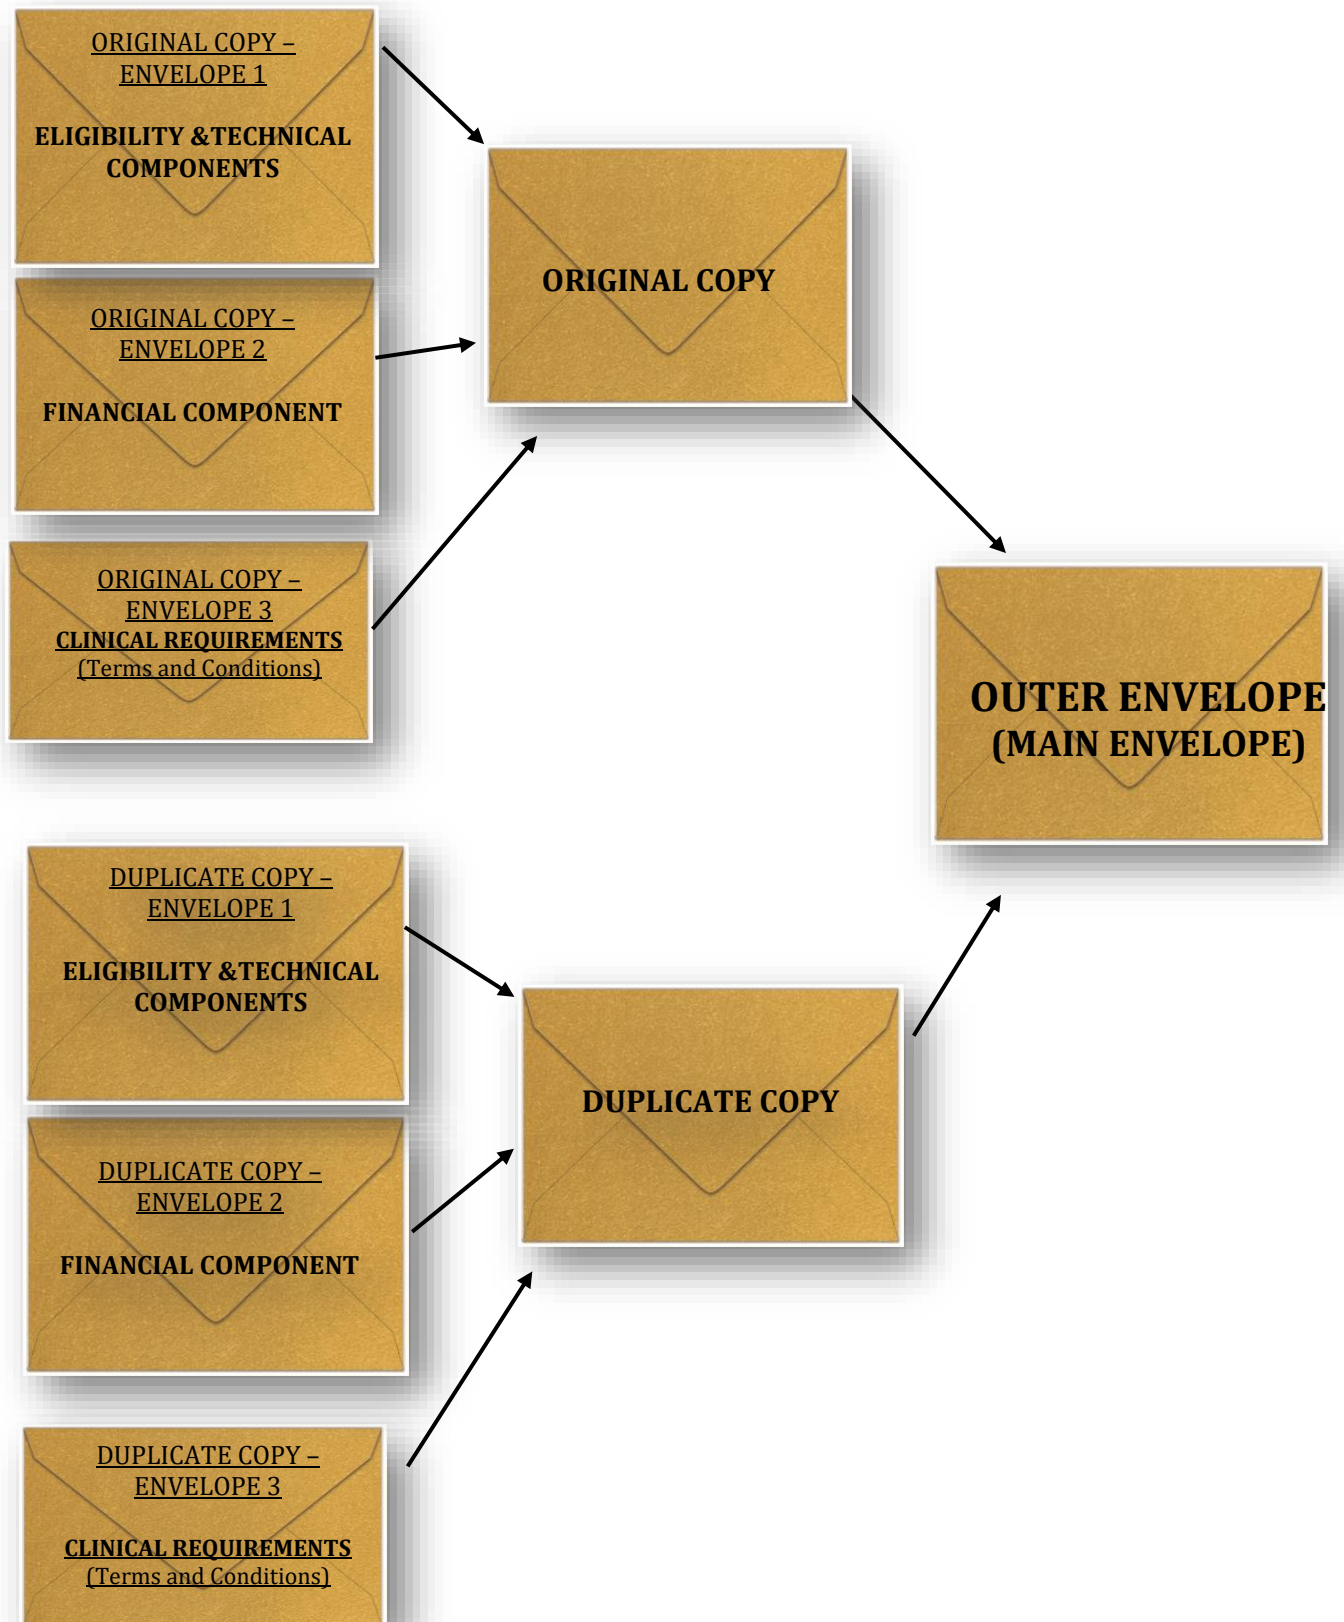 ORIGINAL COPY –
ENVELOPE 1
ELIGIBILITY &TECHNICAL
COMPONENTS
ORIGINAL COPY –
ENVELOPE 2
FINANCIAL COMPONENT
ORIGINAL COPY –
ENVELOPE 3
CLINICAL REQUIREMENTS
(Terms and Conditions)
ORIGINAL COPY
OUTER ENVELOPE
(MAIN ENVELOPE)
DUPLICATE COPY –
ENVELOPE 1
ELIGIBILITY &TECHNICAL
COMPONENTS
DUPLICATE COPY –
ENVELOPE 2
FINANCIAL COMPONENT
DUPLICATE COPY –
ENVELOPE 3
CLINICAL REQUIREMENTS
(Terms and Conditions)
DUPLICATE COPY